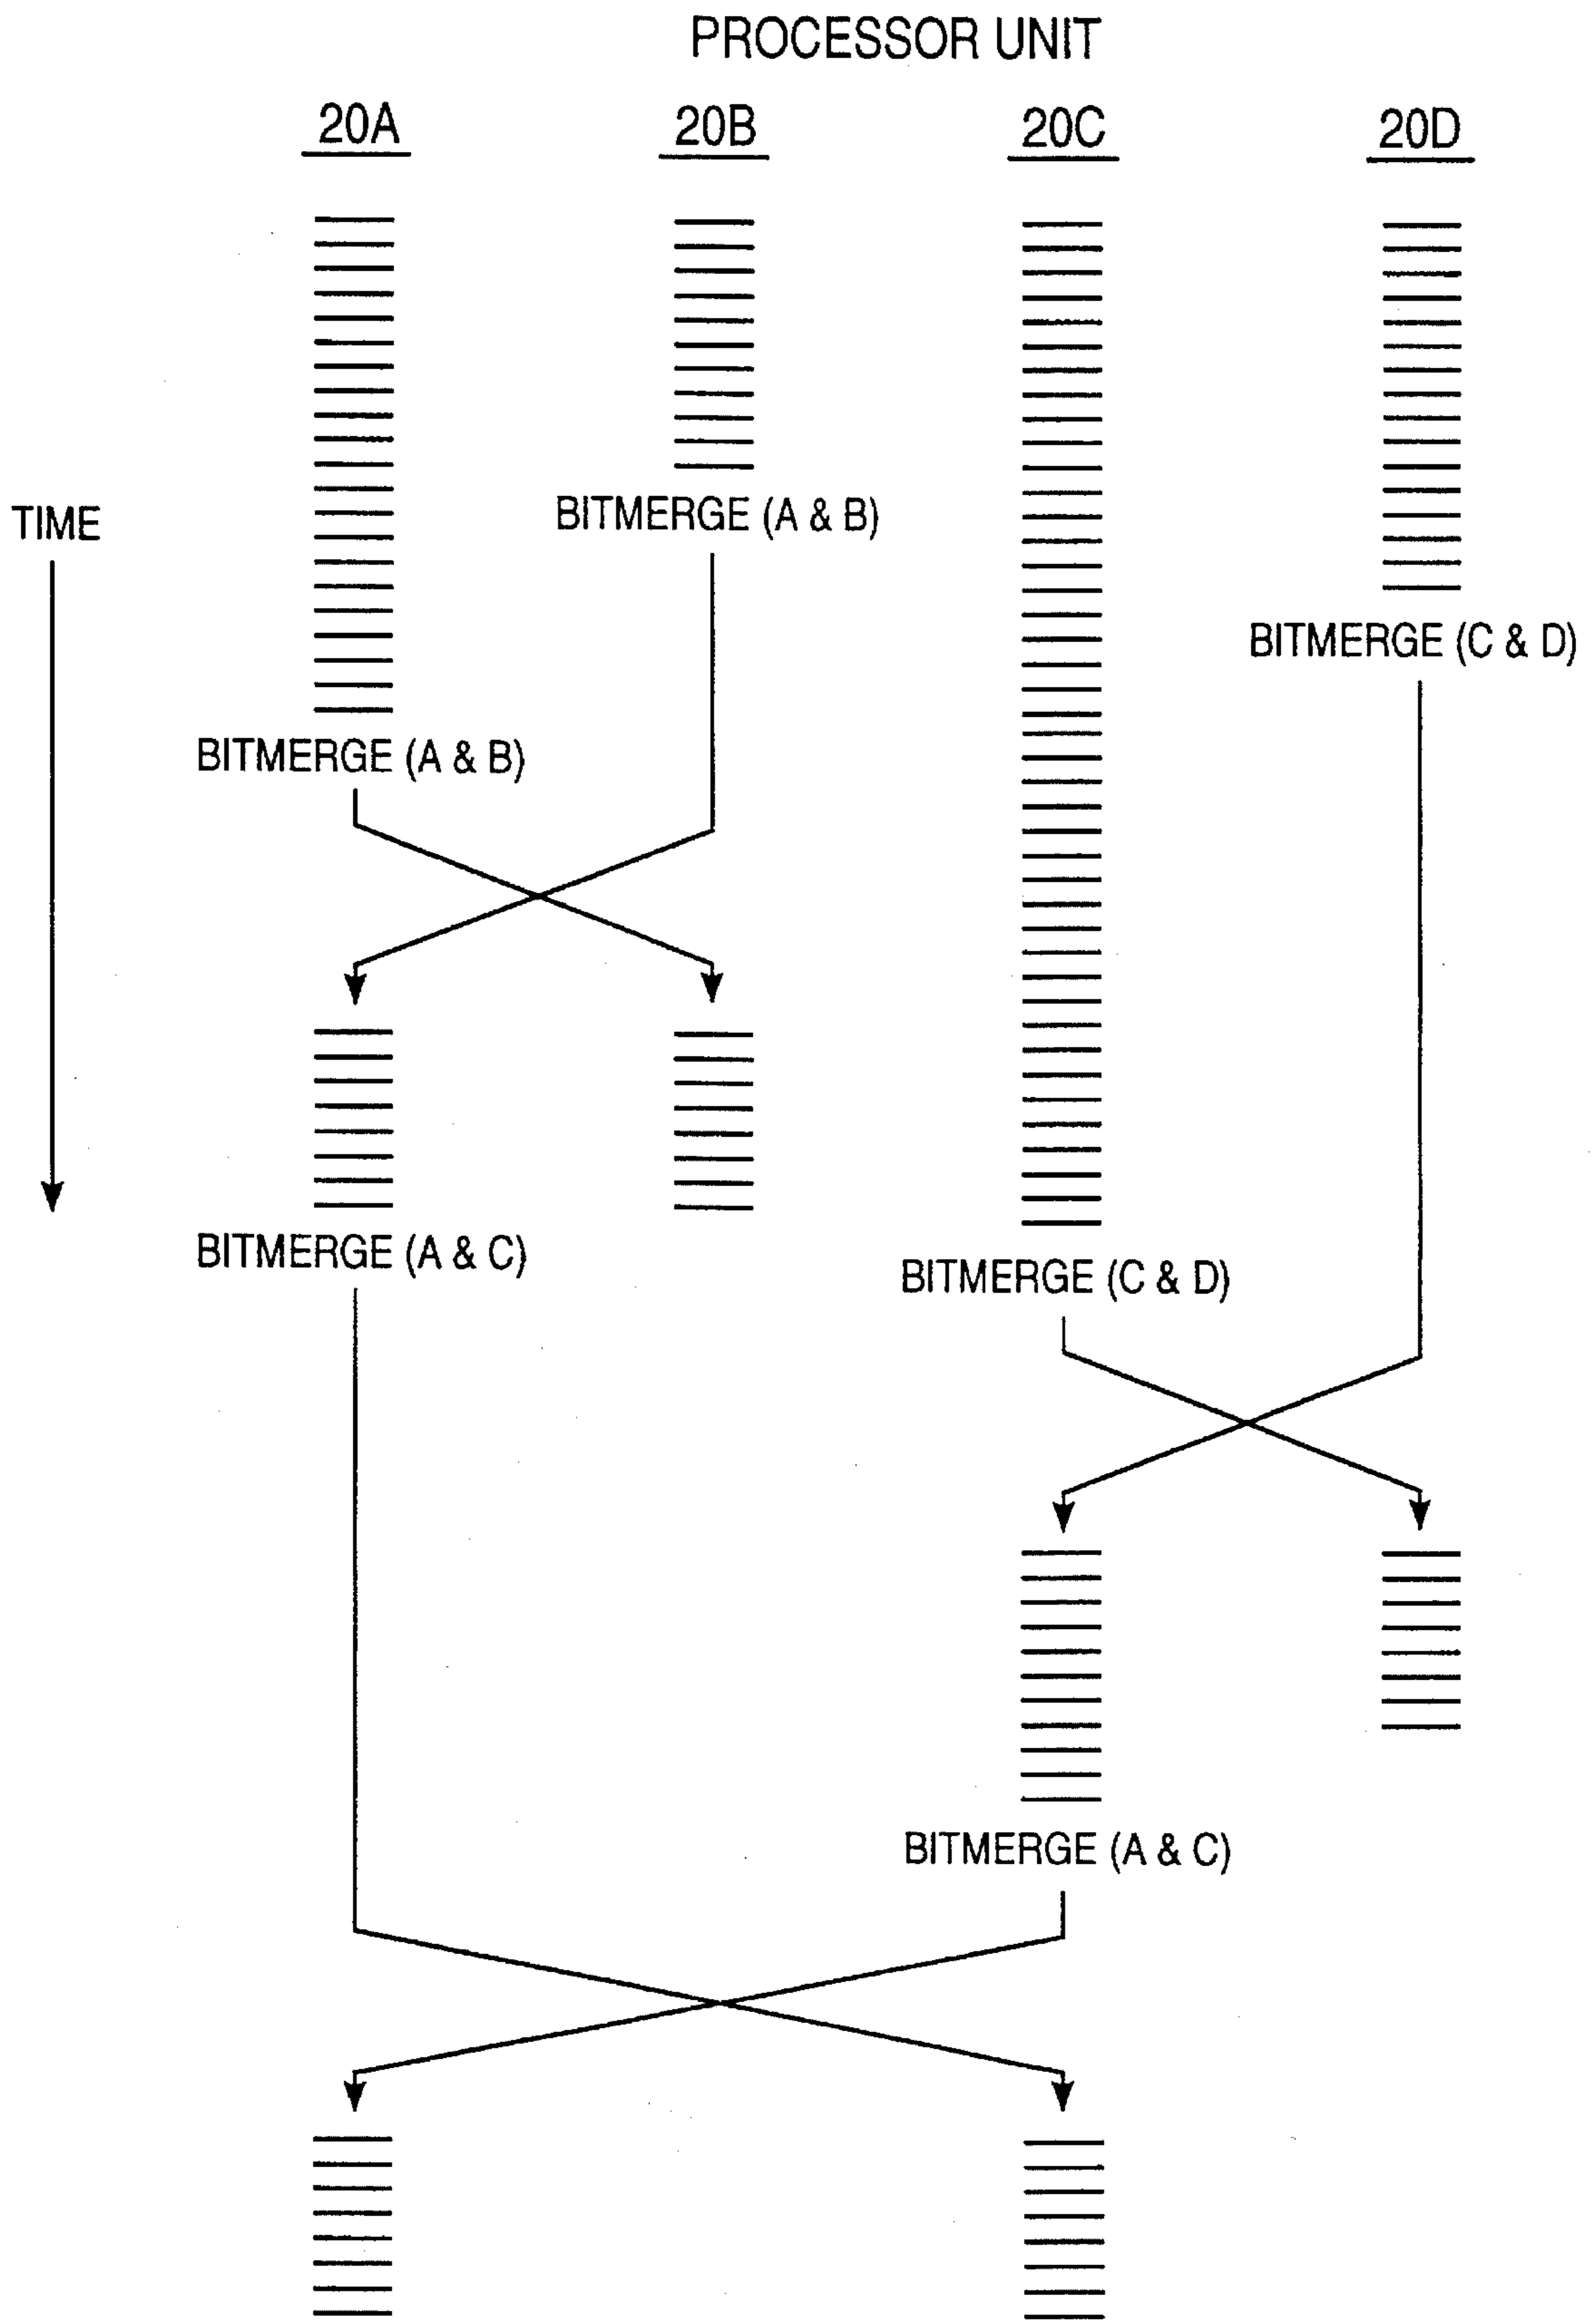 PROCESSOR UNIT
20A 20B 20C 20D
BITMERGE (A & B)
TIME
BITMERGE (C & D)
BITMERGE (A & B)
BITMERGE (A & C)
BITMERGE (C & D)
BITMERGE (A & C)